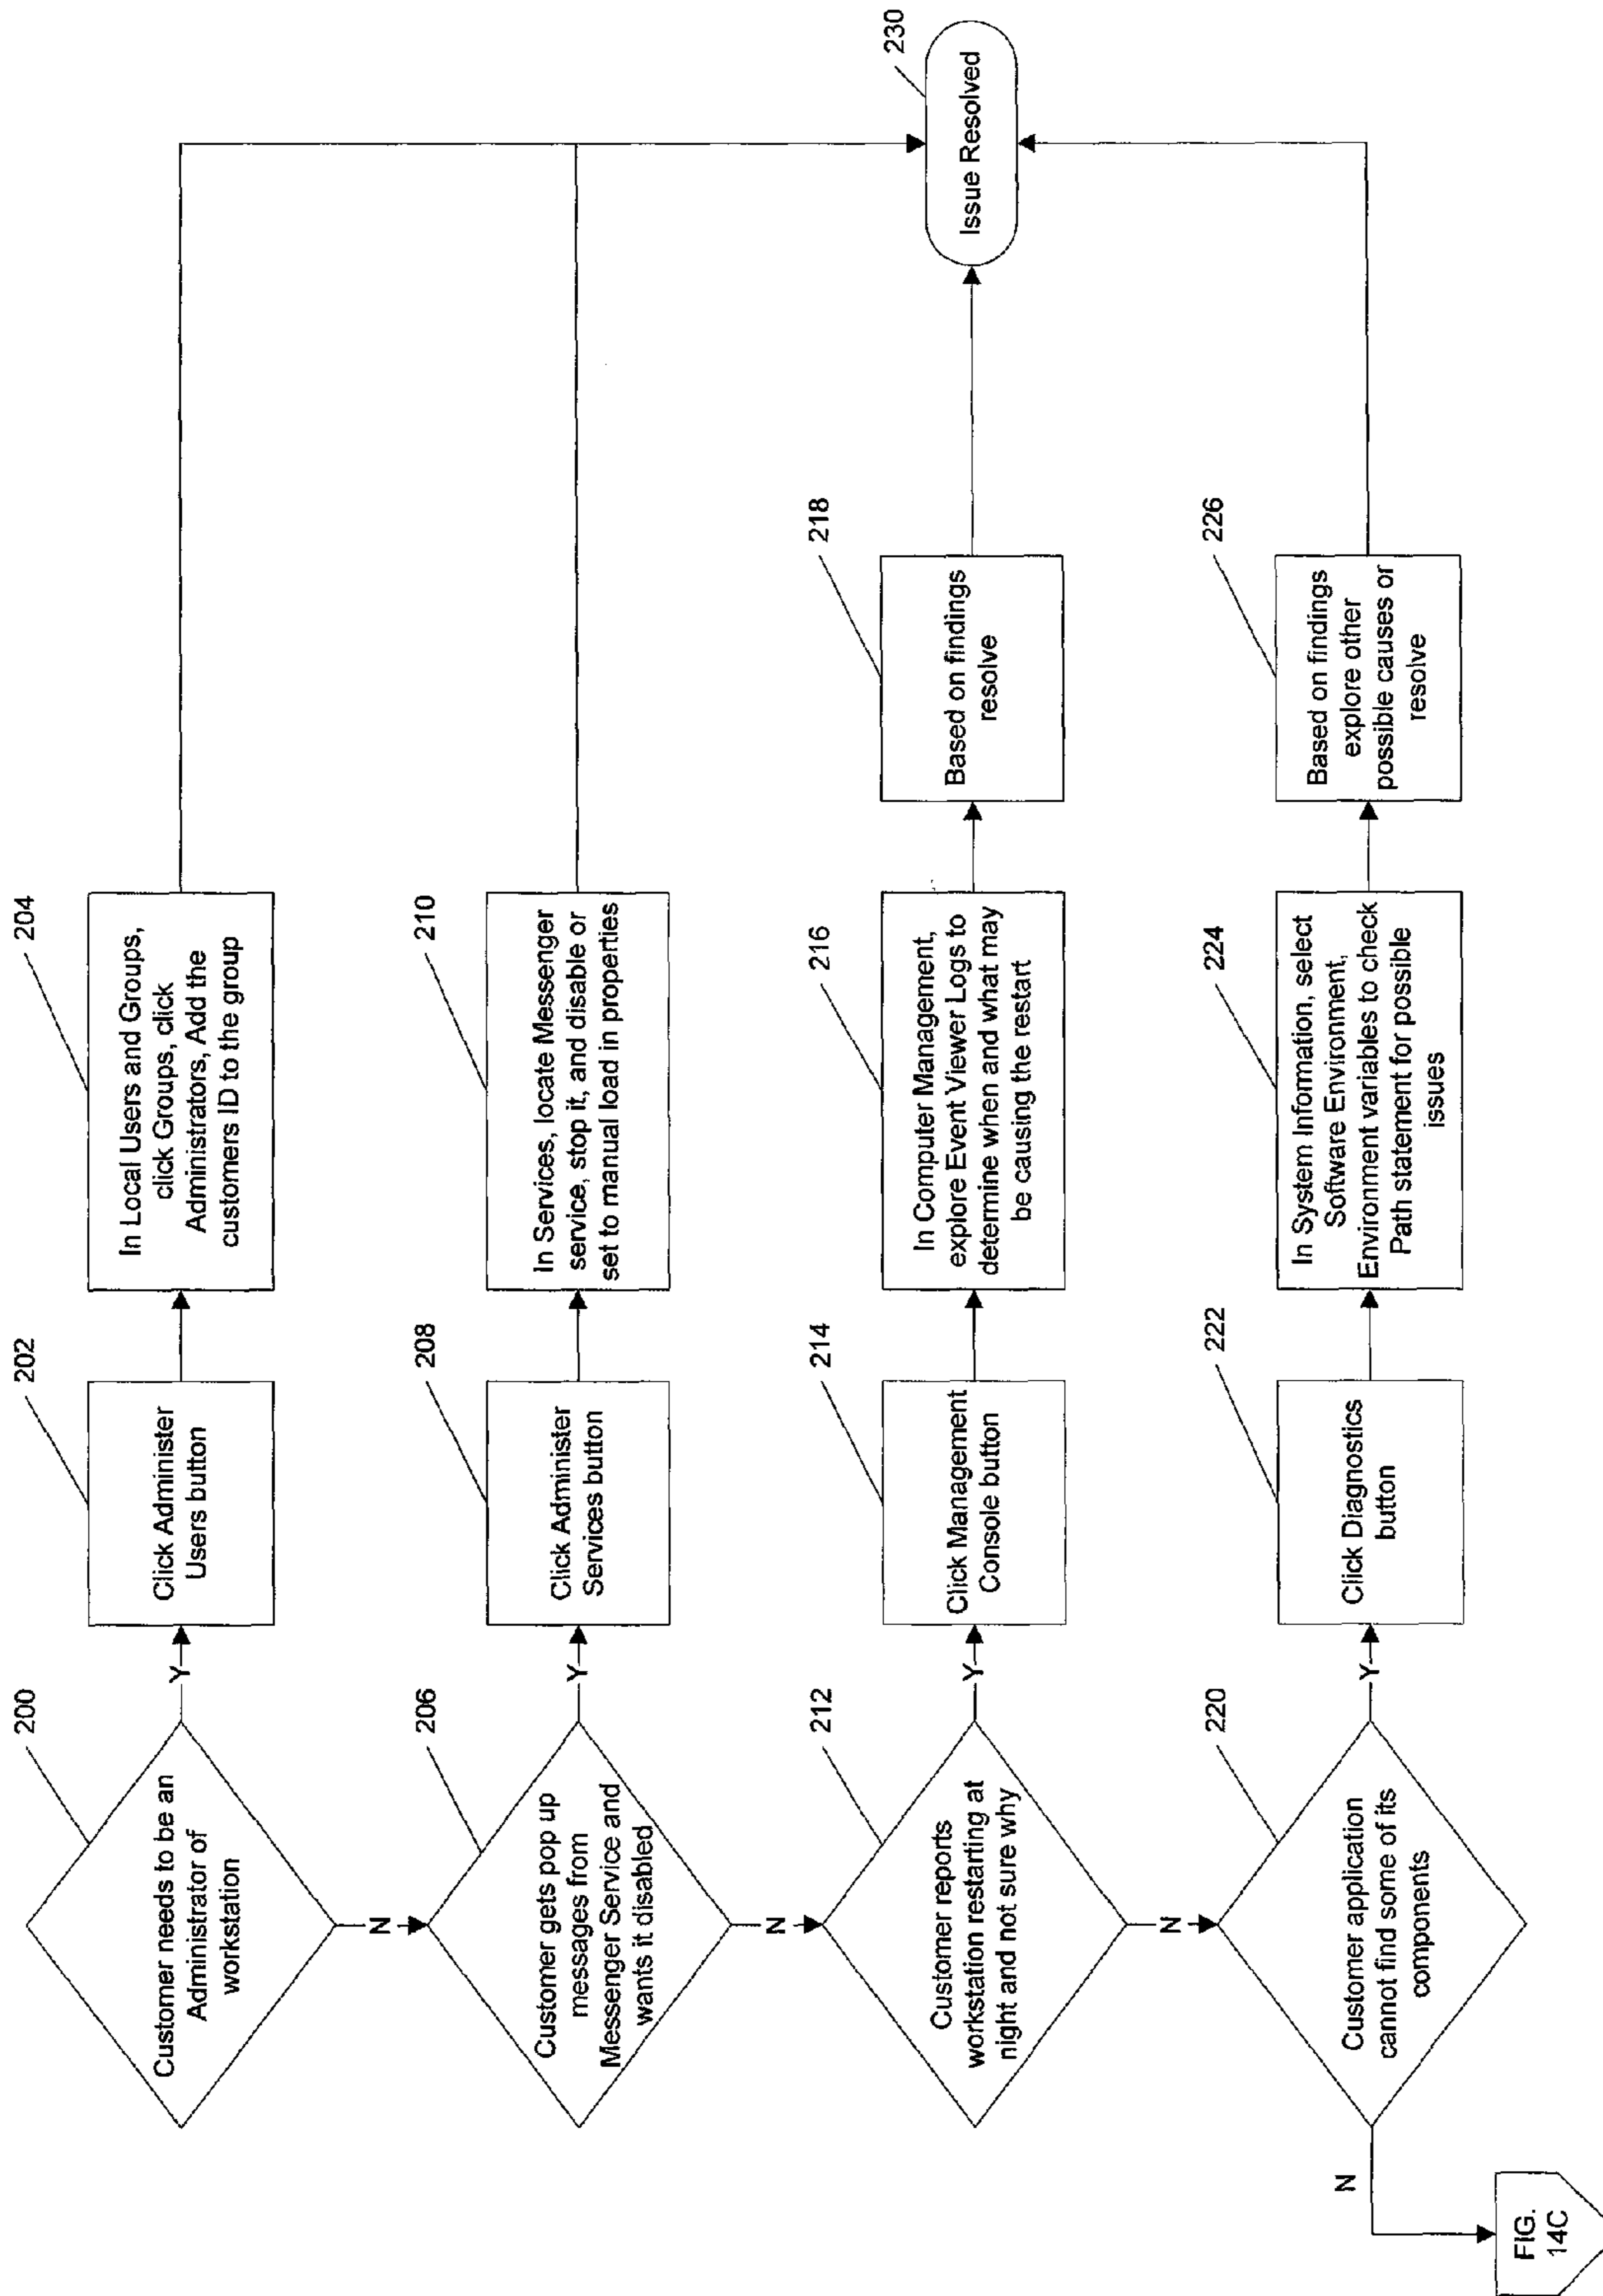 200
Customer needs to be an
Administrator of
workstation
Y
202
Click Administer
Users button
204
In Local Users and Groups,
click Groups, click
Administrators, Add the
customers ID to the group
N
206
Customer gets pop up
messages from
Messenger Service and
wants it disabled
Y
208
Click Administer
Services button
210
In Services, locate Messenger
service, stop it, and disable or
set to manual load in properties
N
212
Customer reports
workstation restarting at
night and not sure why
Y
214
Click Management
Console button
216
In Computer Management,
explore Event Viewer Logs to
determine when and what may
be causing the restart
218
Based on findings
resolve
230
Issue Resolved
N
220
Customer application
cannot find some of its
components
Y
222
Click Diagnostics
button
224
In System Information, select
Software Environment,
Environment variables to check
Path statement for possible
issues
226
Based on findings
explore other
possible causes or
resolve
N
FIG.
14C